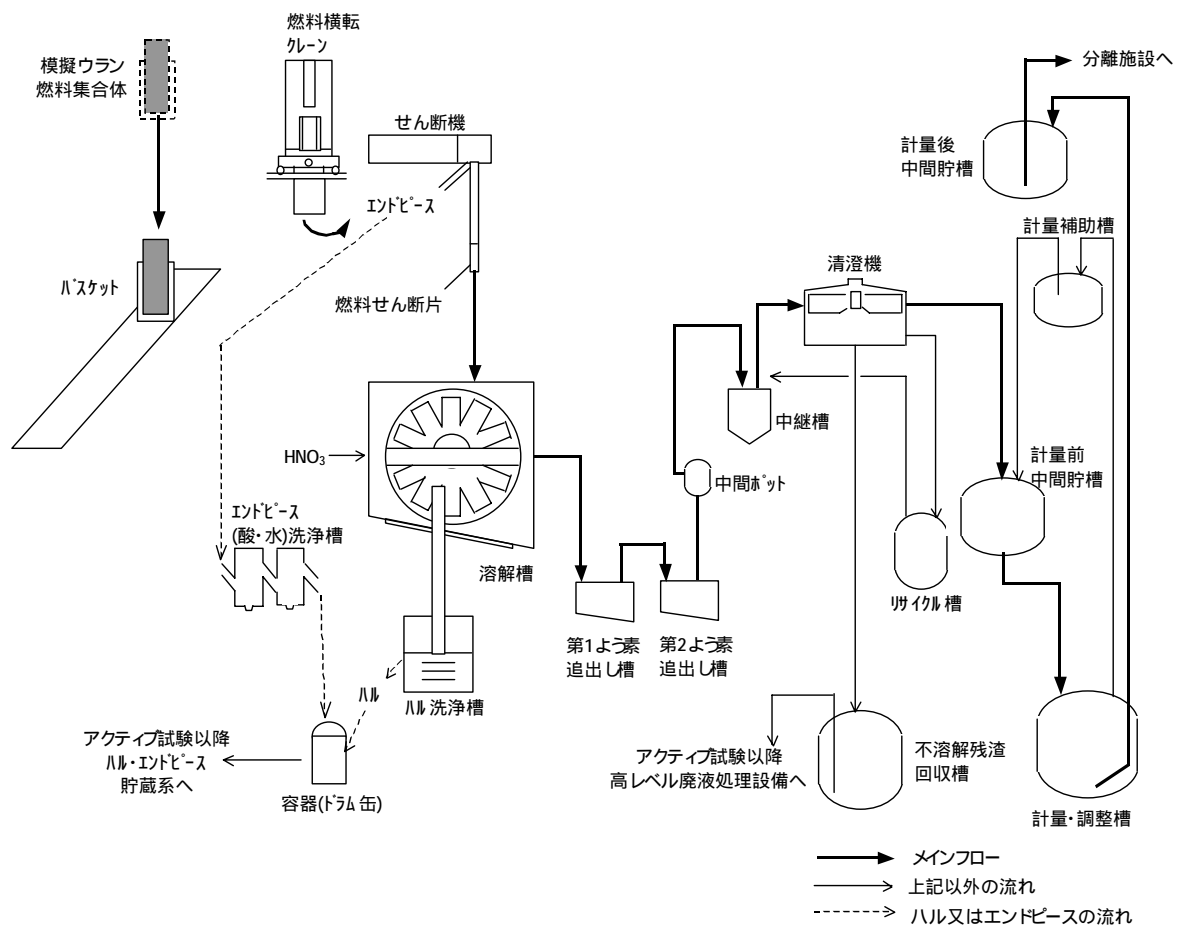 燃料横転
クレーン
模擬ウラン
燃料集合体
せん断機
分離施設へ
計量後
中間貯槽
エンドピース
計量補助槽
バスケット
燃料せん断片
清澄機
中継槽
HNO₃
中間ポット
計量前
中間貯槽
エンドピース
(酸・水)洗浄槽
溶解槽
リサイクル槽
第1よう素
追出し槽
第2よう素
追出し槽
ハル
ハル洗浄槽
アクティブ試験以降
ハル・エンドピース
貯蔵系へ
容器(ドラム缶)
アクティブ試験以降
高レベル廃液処理設備へ
不溶解残渣
回収槽
計量・調整槽
メインフロー
上記以外の流れ
ハル又はエンドピースの流れ